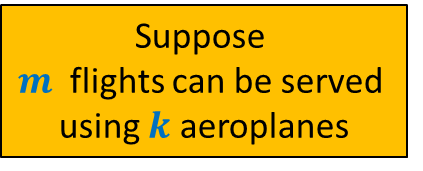 Suppose
m flights can be served
using k aeroplanes